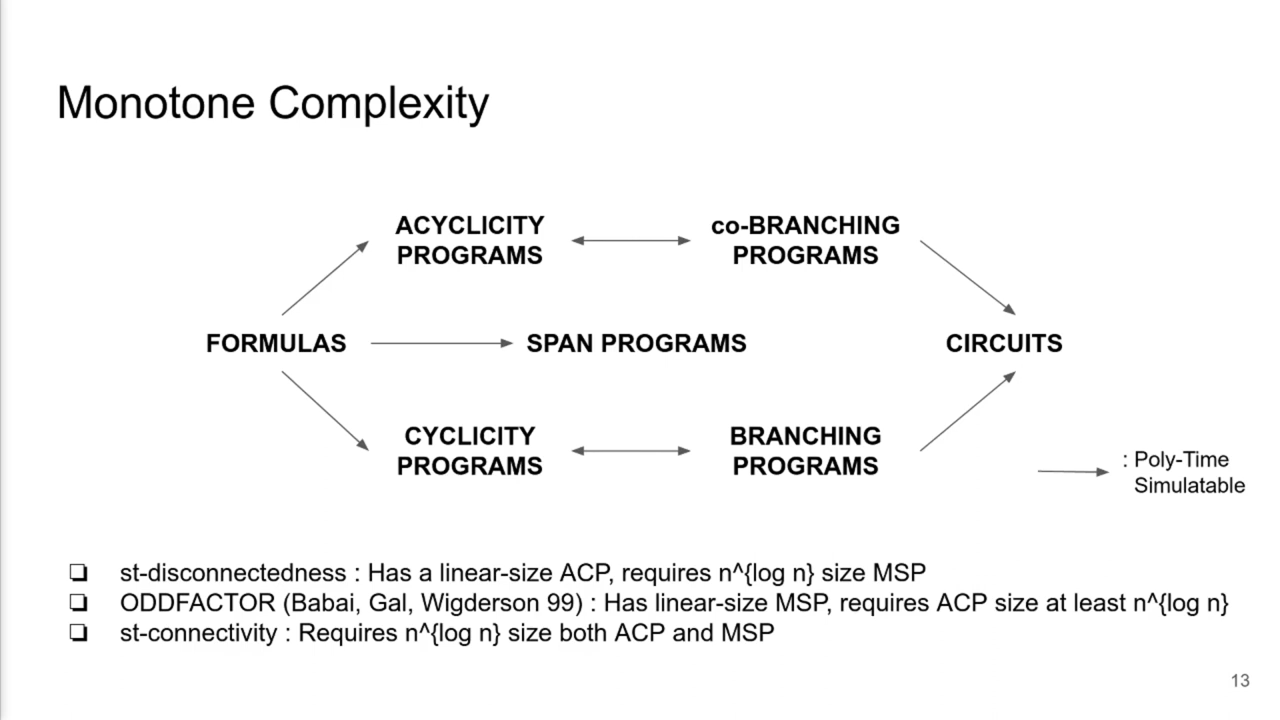 Monotone Complexity
ACYCLICITY
PROGRAMS
co-BRANCHING
PROGRAMS
FORMULAS
SPAN PROGRAMS
CIRCUITS
CYCLICITY
PROGRAMS
BRANCHING
PROGRAMS
: Poly-Time
Simulatable
❏ st-disconnectedness : Has a linear-size ACP, requires n^{log n} size MSP
❏ ODDFACTOR (Babai, Gal, Wigderson 99) : Has linear-size MSP, requires ACP size at least n^{log n}
❏ st-connectivity : Requires n^{log n} size both ACP and MSP
13